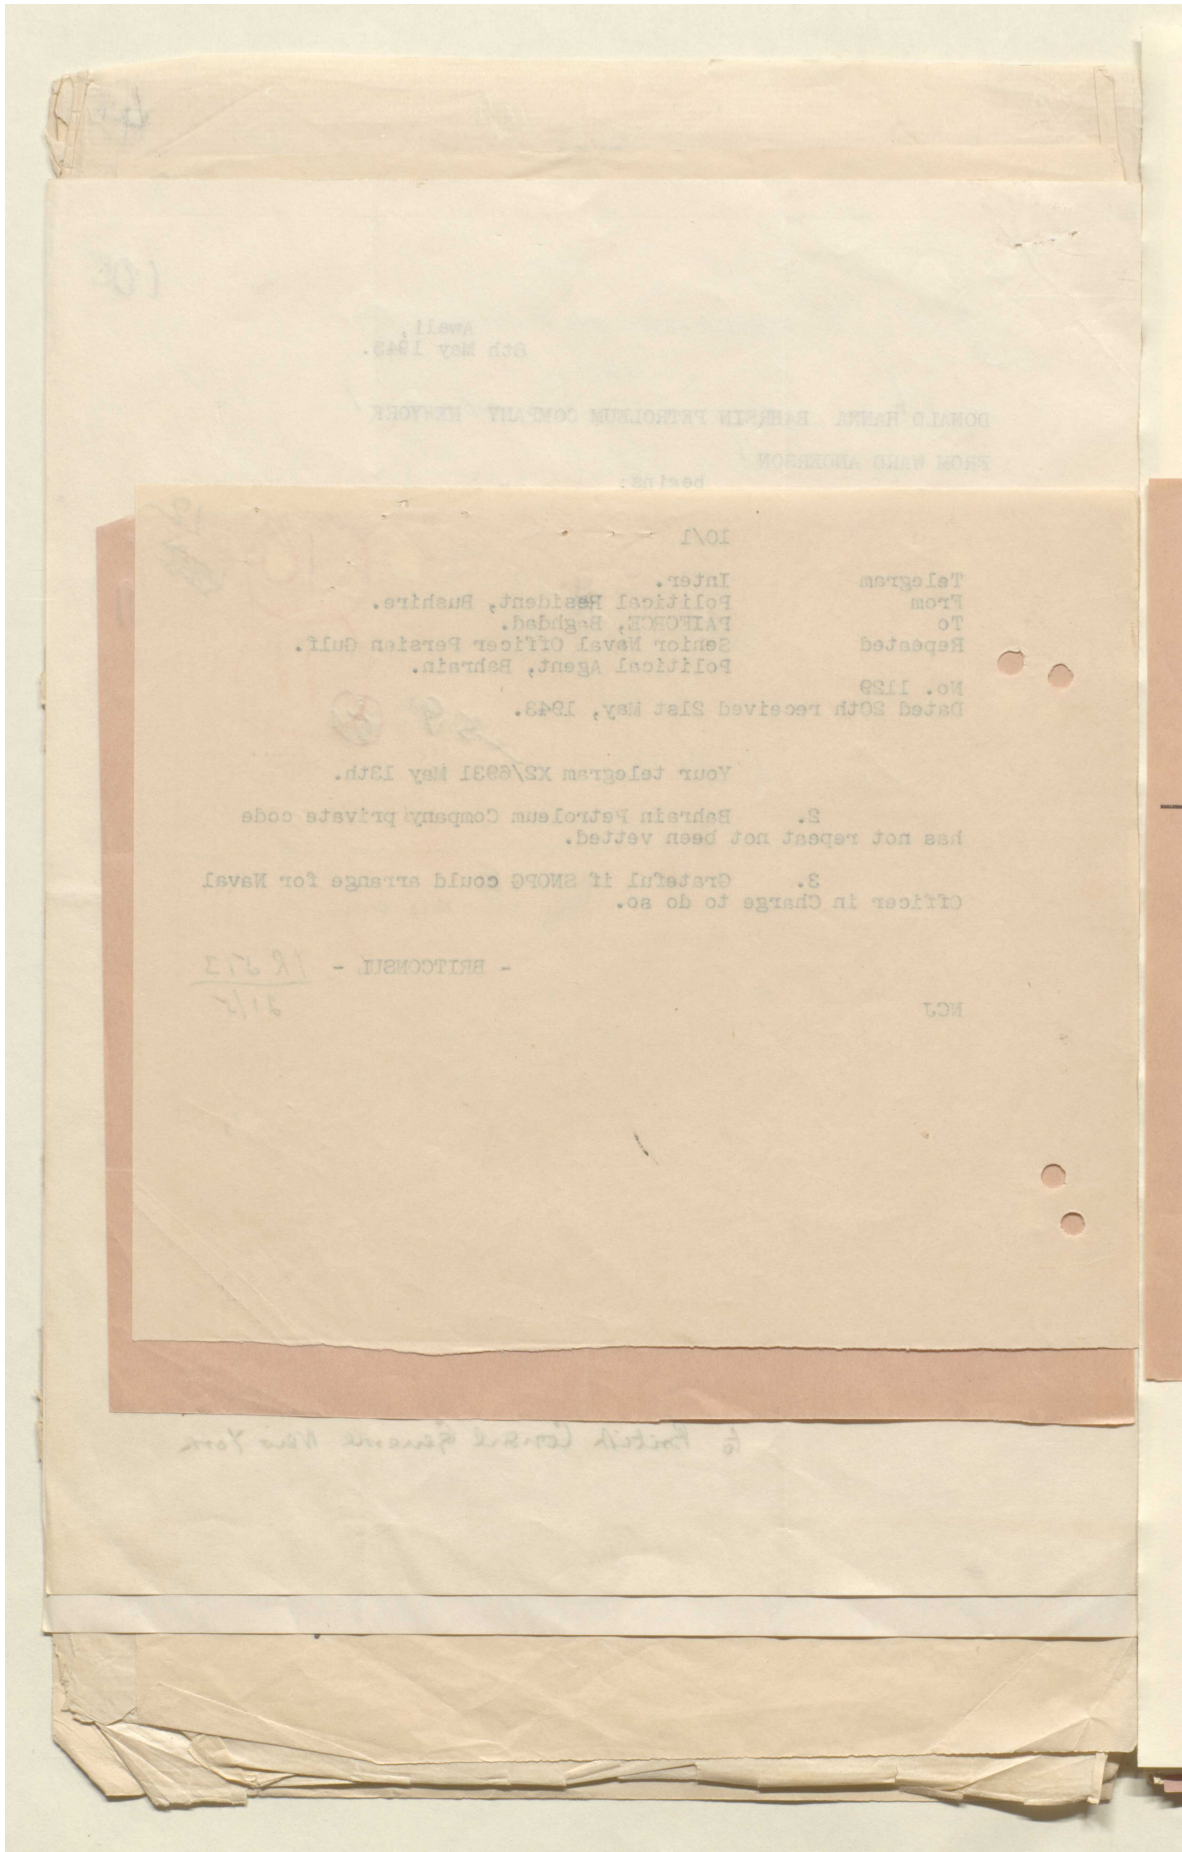 Awali,
8th May 1943.
DONALD HANNA BAHREIN PETROLEUM COMPANY NEWYORK
FROM WARD ANDERSON
begins:
10/1
Telegram Inter.
From Political Resident, Bushire.
To PAIFORCE, Baghdad.
Repeated Senior Naval Officer Persian Gulf.
Political Agent, Bahrain.
No. 1129
Dated 20th received 21st May, 1943.
Your telegram X2/6931 May 13th.
2. Bahrain Petroleum Company private code
has not repeat not been vetted.
3. Grateful if SNOPG could arrange for Naval
Officer in Charge to do so.
- BRITCONSUL -
21/5
NCJ
to British Consul General New York